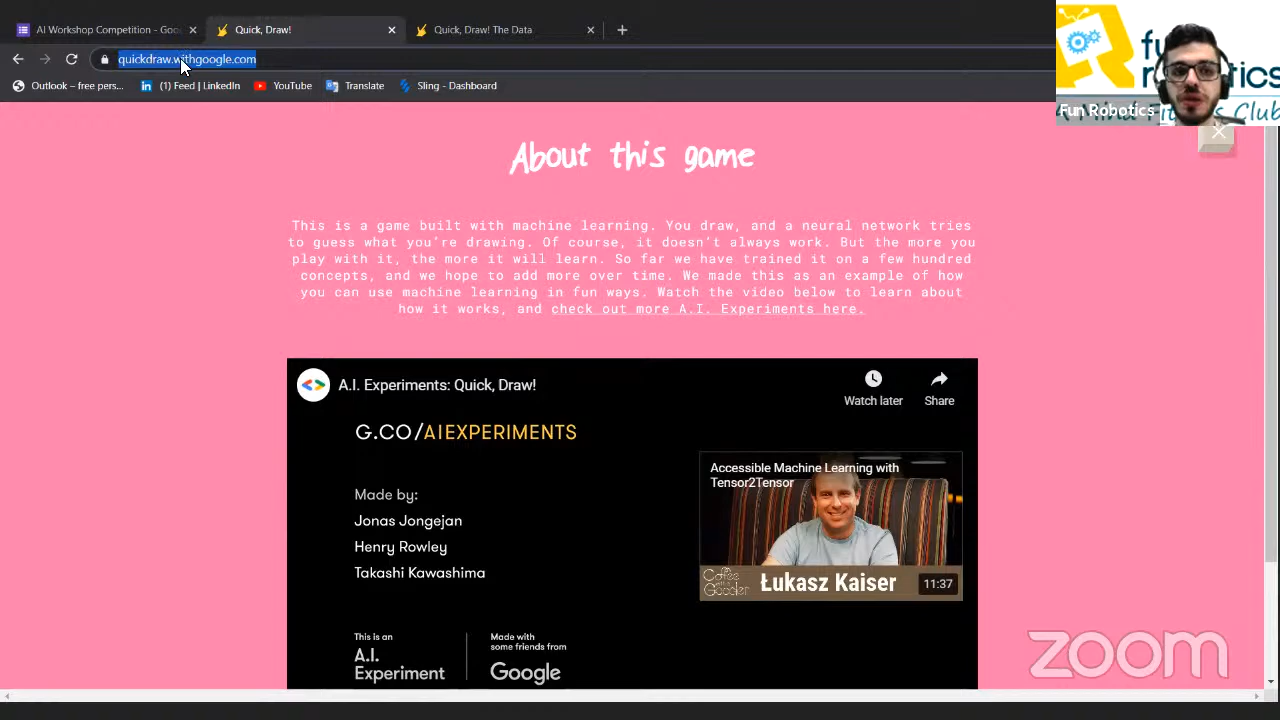 AI Workshop Competition - Goo
Quick, Draw!
Quick, Draw! The Data
quickdraw.withgoogle.com
Outlook – free pers...
(1) Feed | LinkedIn
YouTube
Translate
Sling - Dashboard
Fun Robotics
About this game
This is a game built with machine learning. You draw, and a neural network tries
to guess what you're drawing. Of course, it doesn't always work. But the more you
play with it, the more it will learn. So far we have trained it on a few hundred
concepts, and we hope to add more over time. We made this as an example of how
you can use machine learning in fun ways. Watch the video below to learn about
how it works, and check out more A.I. Experiments here.
A.I. Experiments: Quick, Draw!
Watch later
Share
G.CO/AIEXPERIMENTS
Made by:
Jonas Jongejan
Henry Rowley
Takashi Kawashima
Accessible Machine Learning with
Tensor2Tensor
Łukasz Kaiser
11:37
This is an
A.I.
Experiment
Made with
some friends from
Google
zoom